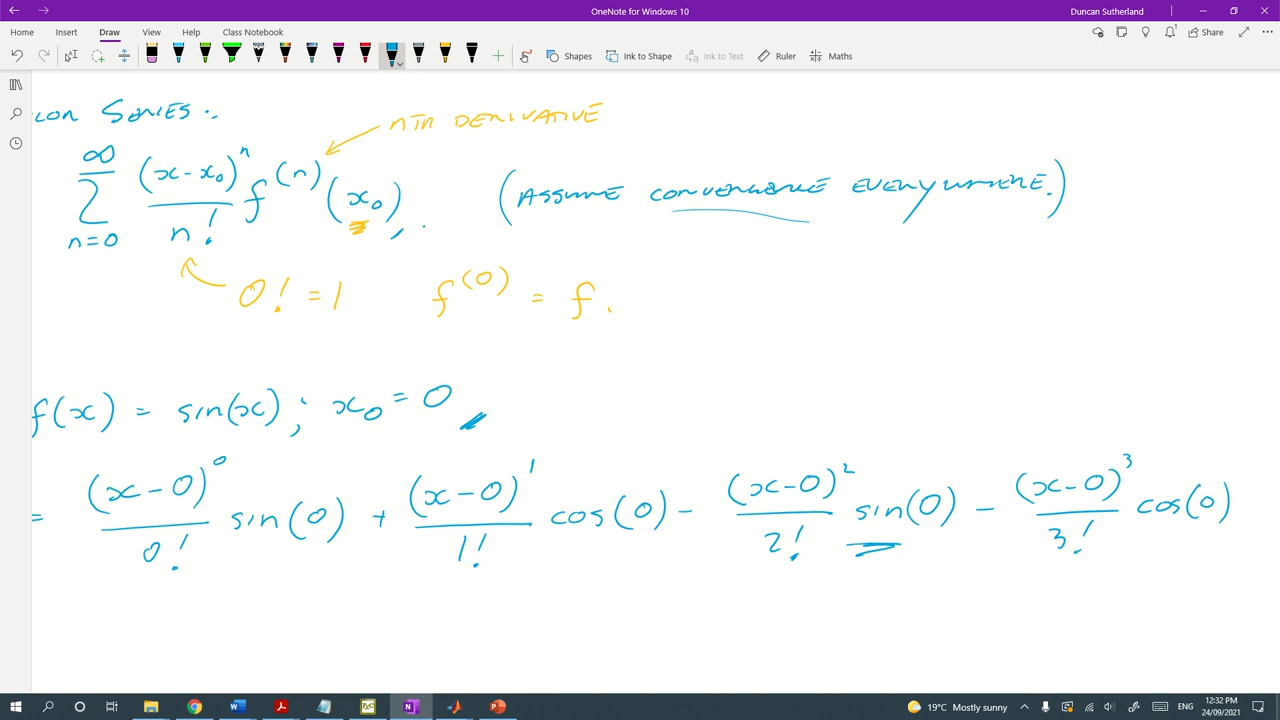 OneNote for Windows 10
Duncan Sutherland
Home Insert Draw View Help Class Notebook
Share
Shapes Ink to Shape Ink to Text Ruler Maths
LOR SERIES :.
nTH DERIVATIVE
∞ ∑ n=0 (x-x₀)ⁿ / n! f⁽ⁿ⁾(x₀), . (ASSUME CONVERGENCE EVERYWHERE.)
0! = 1 f⁽⁰⁾ = f.
f(x) = sin(x); x₀ = 0
= (x-0)⁰ / 0! sin(0) + (x-0)¹ / 1! cos(0) - (x-0)² / 2! sin(0) - (x-0)³ / 3! cos(0)
19°C Mostly sunny
ENG
12:32 PM
24/09/2021